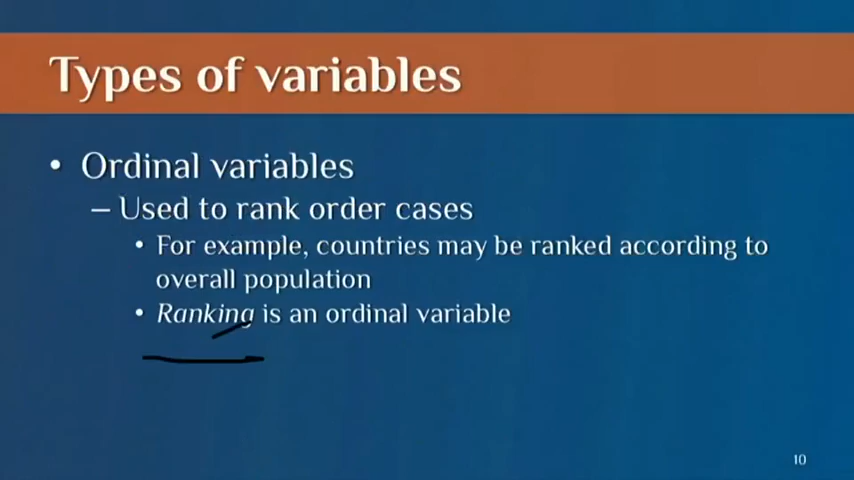 Types of variables
• Ordinal variables
– Used to rank order cases
• For example, countries may be ranked according to
overall population
• Ranking is an ordinal variable
10